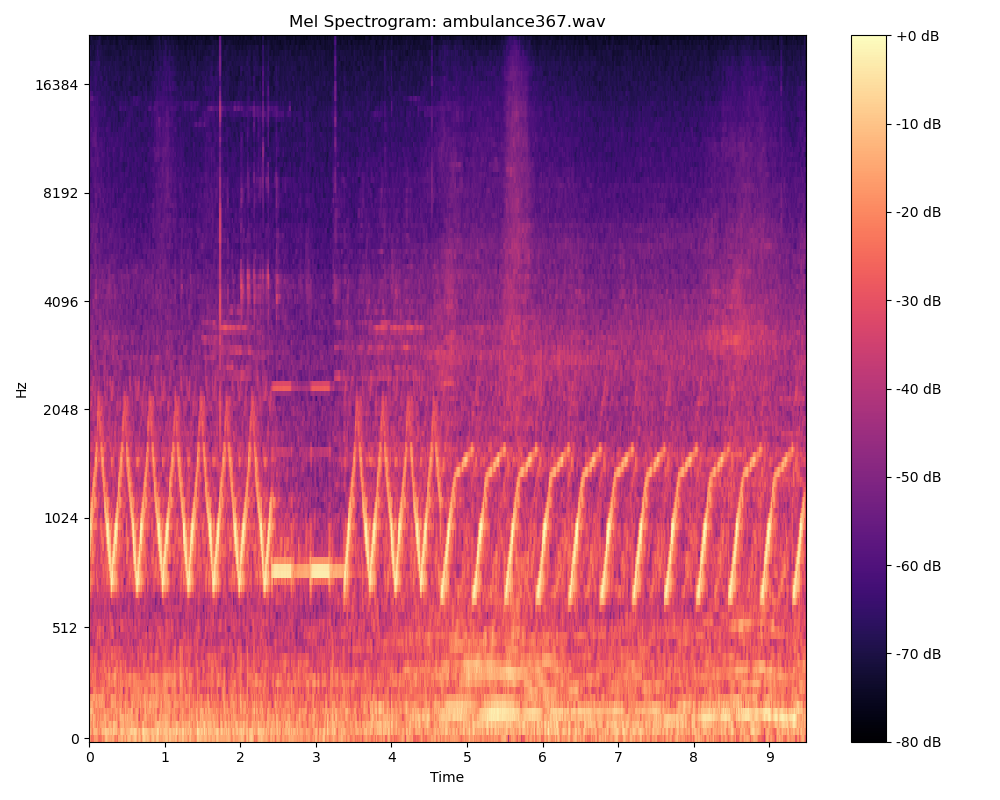 Mel Spectrogram: ambulance367.wav
+0 dB
16384
-10 dB
8192
-20 dB
4096
-30 dB
Hz
2048
-40 dB
-50 dB
1024
-60 dB
512
-70 dB
0
-80 dB
0 1 2 3 4 5 6 7 8 9
Time